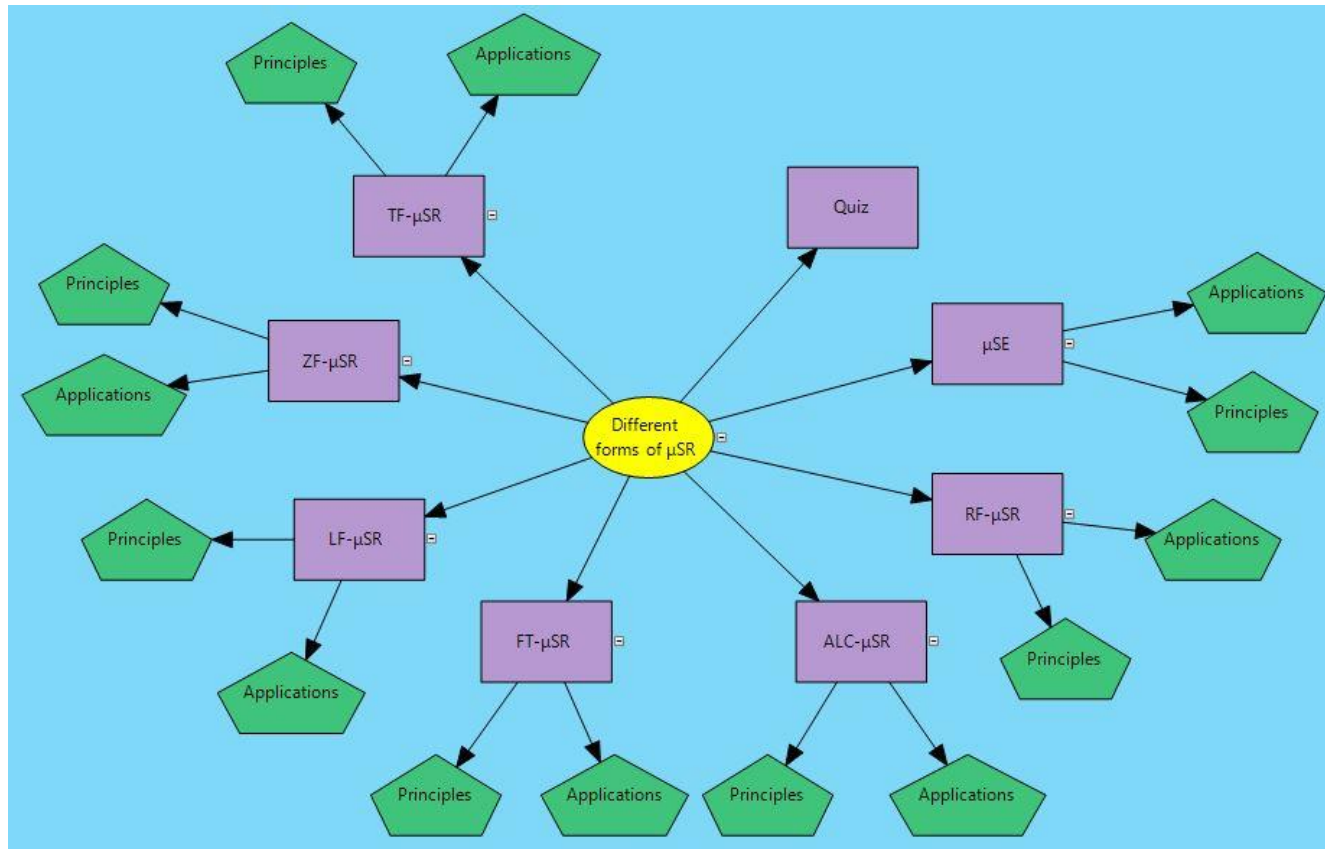 Principles
Applications
TF-μSR
Quiz
Principles
Applications
ZF-μSR
μSE
Applications
Principles
Different
forms of μSR
Principles
LF-μSR
RF-μSR
Applications
Applications
FT-μSR
ALC-μSR
Principles
Principles
Applications
Principles
Applications